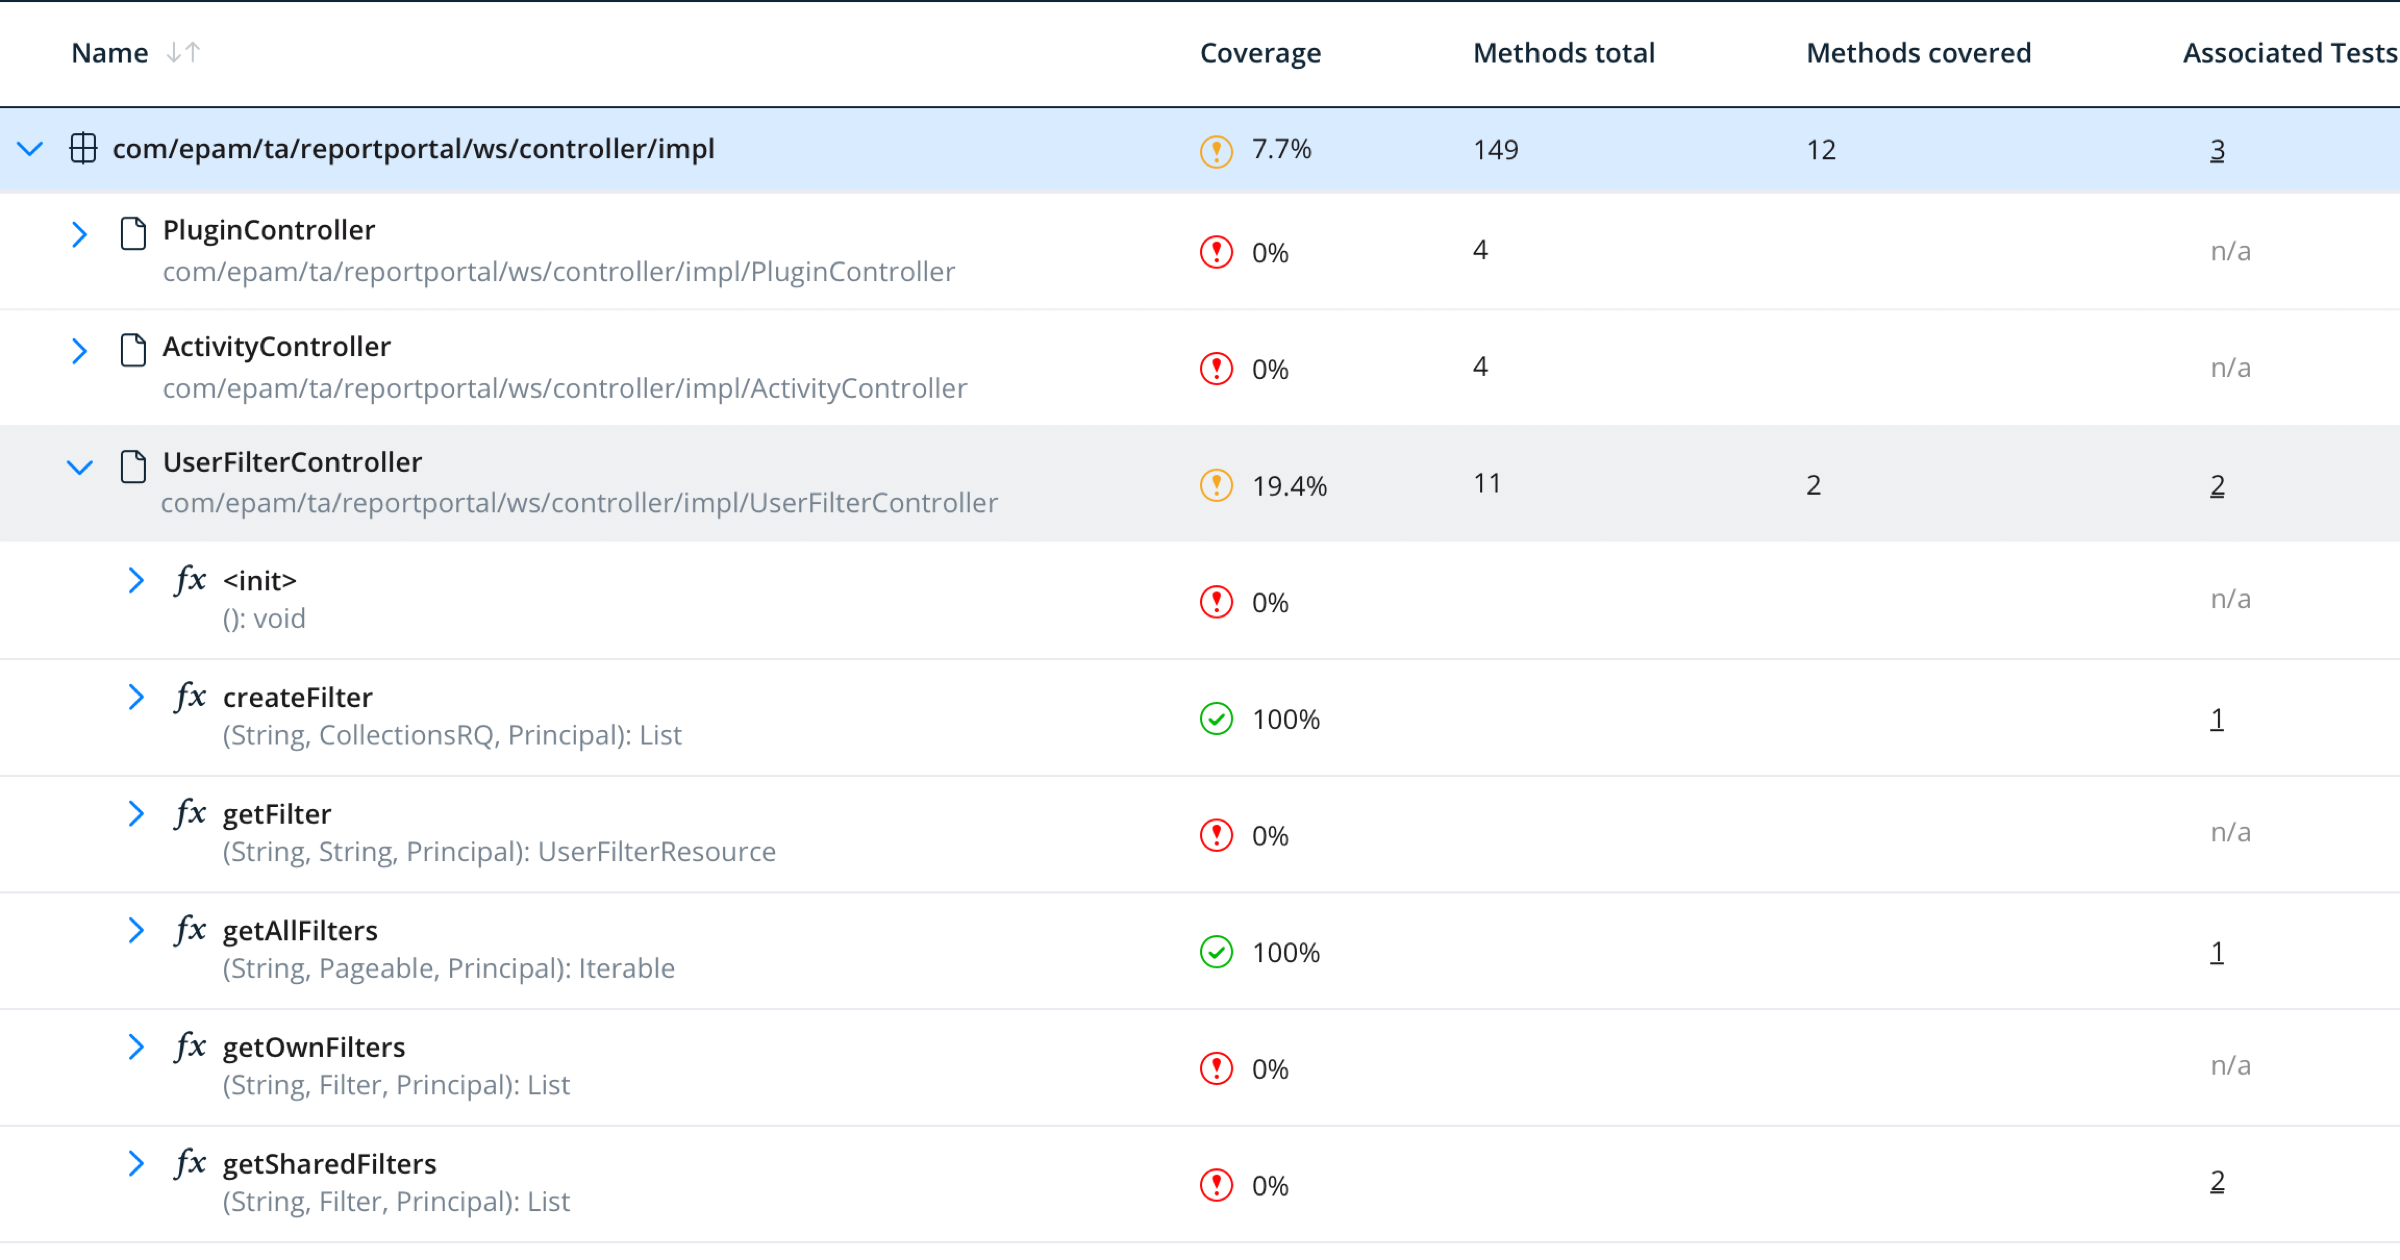 Name Coverage Methods total Methods covered Associated Tests
com/epam/ta/reportportal/ws/controller/impl 7.7% 149 12 3
PluginController
com/epam/ta/reportportal/ws/controller/impl/PluginController 0% 4 n/a
ActivityController
com/epam/ta/reportportal/ws/controller/impl/ActivityController 0% 4 n/a
UserFilterController
com/epam/ta/reportportal/ws/controller/impl/UserFilterController 19.4% 11 2 2
fx <init>
(): void 0% n/a
fx createFilter
(String, CollectionsRQ, Principal): List 100% 1
fx getFilter
(String, String, Principal): UserFilterResource 0% n/a
fx getAllFilters
(String, Pageable, Principal): Iterable 100% 1
fx getOwnFilters
(String, Filter, Principal): List 0% n/a
fx getSharedFilters
(String, Filter, Principal): List 0% 2